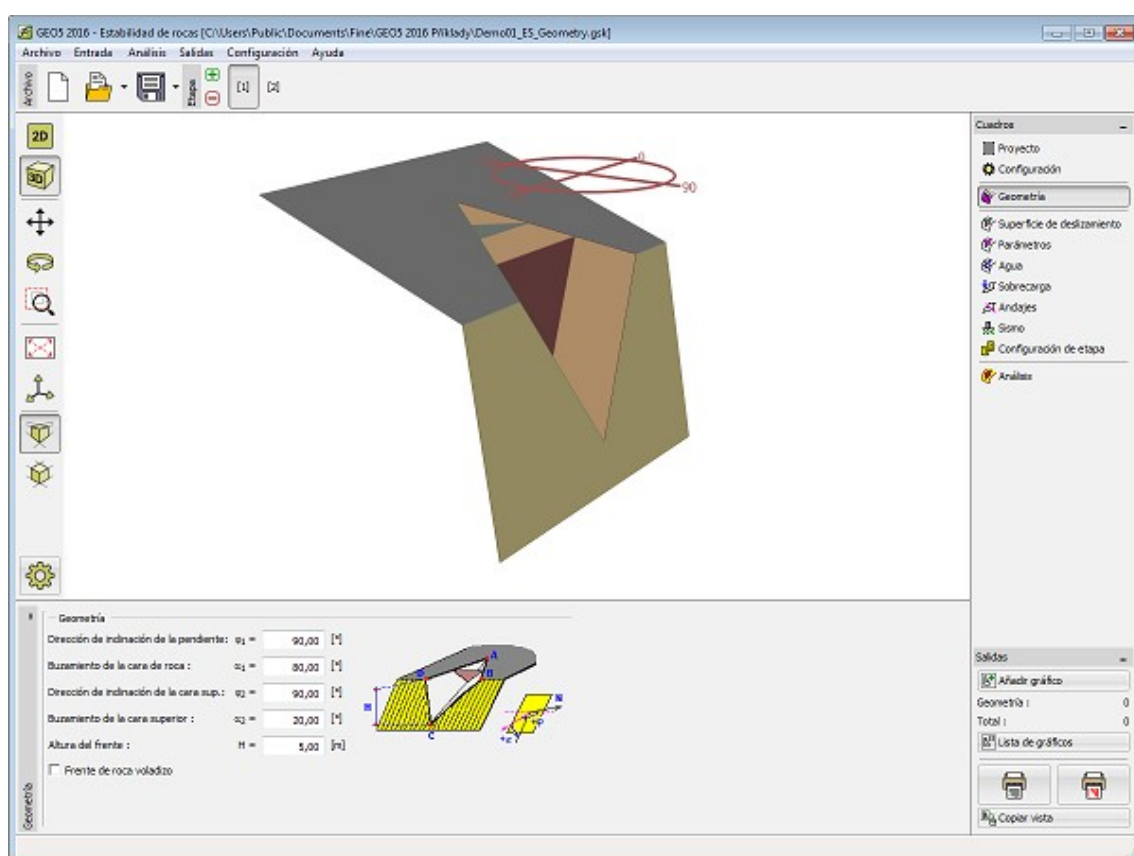 GEO5 2016 - Estabilidad de rocas [C:\Users\Public\Documents\Fine\GEO5 2016 Příklady\Demo01_ES_Geometry.gsk]
Archivo Entrada Análisis Salidas Configuración Ayuda
Archivo
Etapa
[1] [2]
2D
3D
0
90
Cuadros
Proyecto
Configuración
Geometría
Superficie de deslizamiento
Parámetros
Agua
Sobrecarga
Andajes
Sismo
Configuración de etapa
Análisis
Geometría
Geometría
Dirección de inclinación de la pendiente: φ1 = 90,00 [°]
Buzamiento de la cara de roca : α1 = 80,00 [°]
Dirección de inclinación de la cara sup.: φ2 = 90,00 [°]
Buzamiento de la cara superior : α2 = 20,00 [°]
Altura del frente : H = 5,00 [m]
Frente de roca voladizo
A
B
D
H
C
N
Salidas
Añadir gráfico
Geometría : 0
Total : 0
Lista de gráficos
Copiar vista